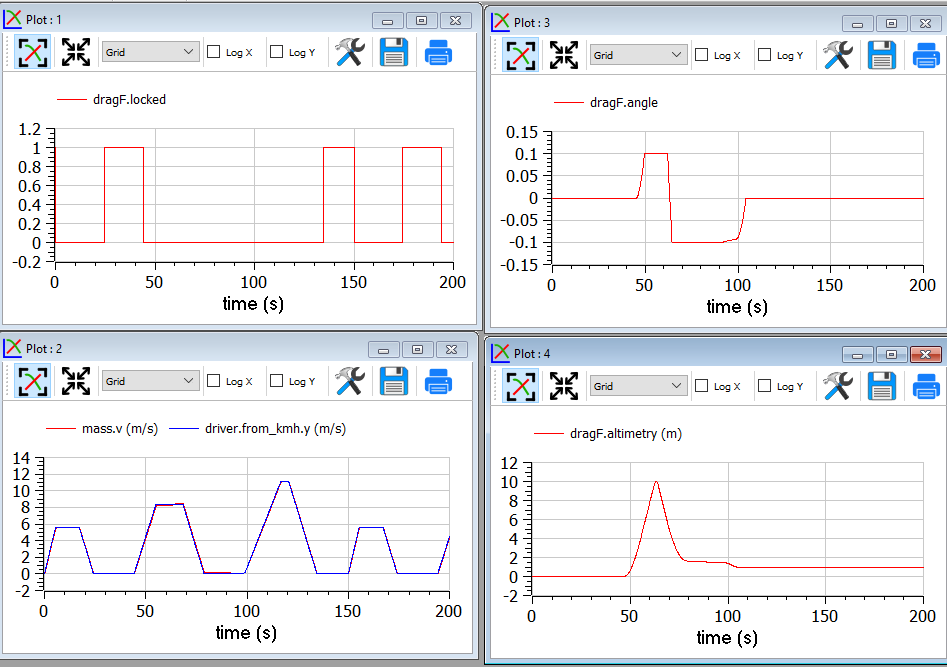 Plot : 1
Grid
Log X
Log Y
dragF.locked
1.2
1
0.8
0.6
0.4
0.2
0
-0.2
0
50
100
150
200
time (s)
Plot : 3
Grid
Log X
Log Y
dragF.angle
0.15
0.1
0.05
0
-0.05
-0.1
-0.15
0
50
100
150
200
time (s)
Plot : 2
Grid
Log X
Log Y
mass.v (m/s) driver.from_kmh.y (m/s)
14
12
10
8
6
4
2
0
-2
0
50
100
150
200
time (s)
Plot : 4
Grid
Log X
Log Y
dragF.altimetry (m)
12
10
8
6
4
2
0
-2
0
50
100
150
200
time (s)